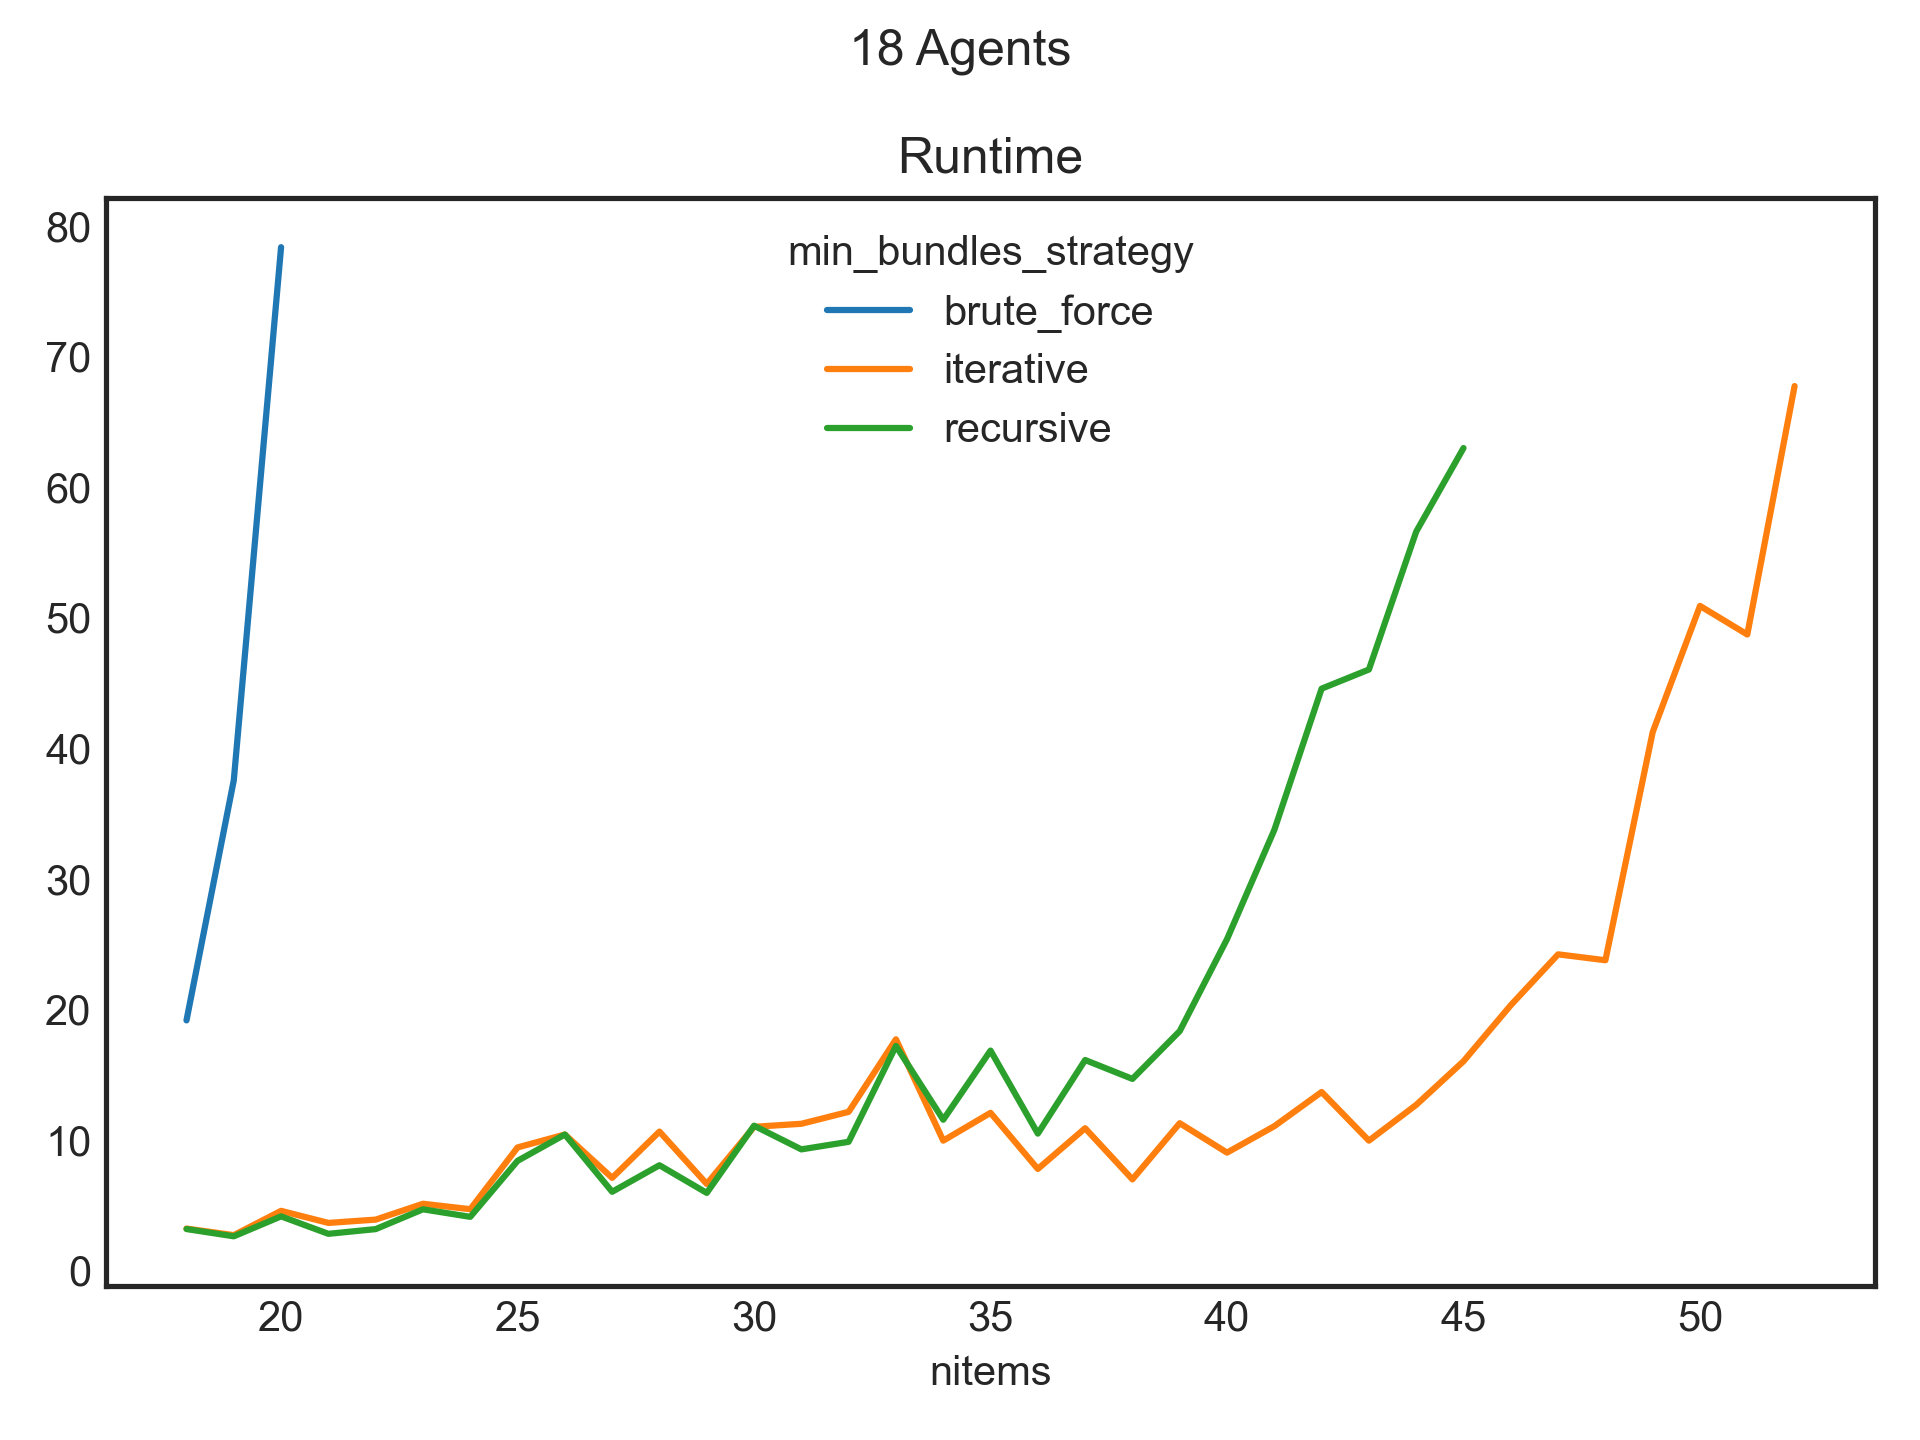 18 Agents
Runtime
80
70
60
50
40
30
20
10
0
min_bundles_strategy
brute_force
iterative
recursive
20 25 30 35 40 45 50
nitems